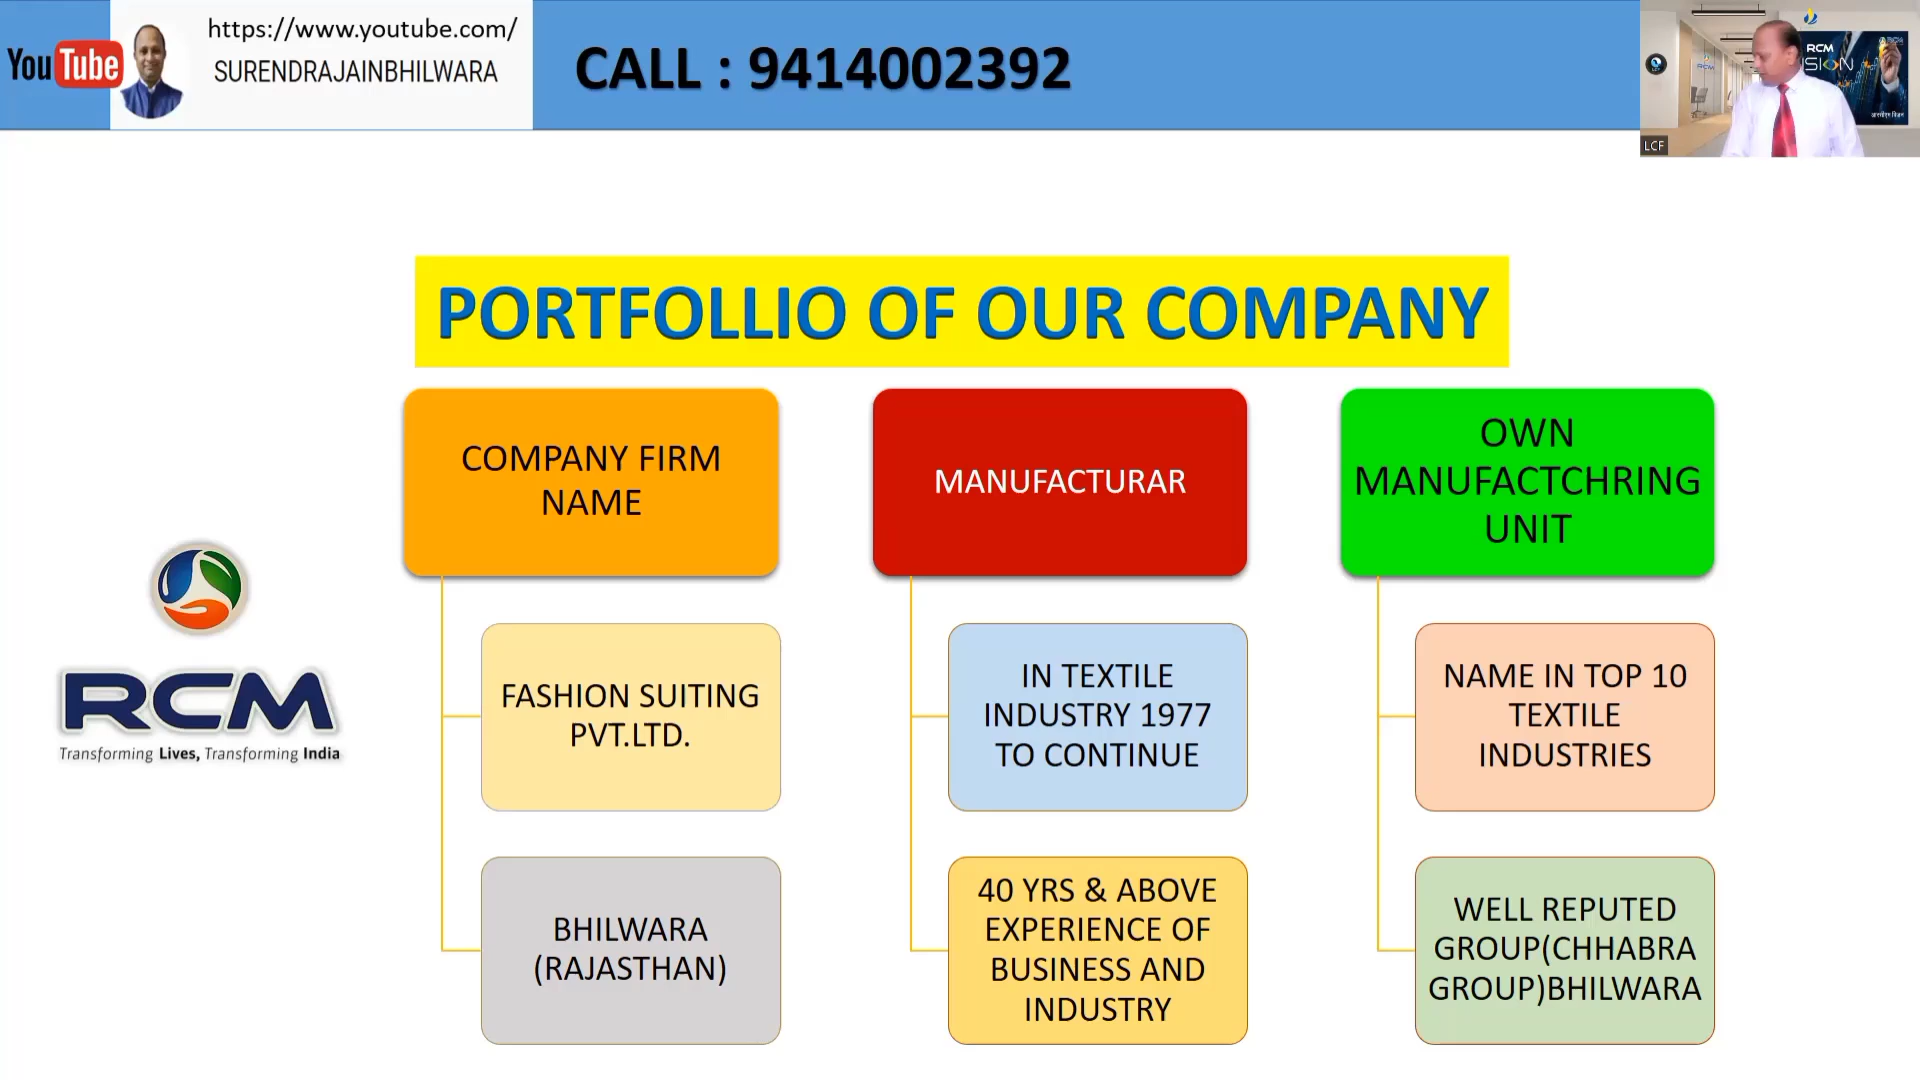 You Tube
https://www.youtube.com/
SURENDRAJAINBHILWARA
CALL : 9414002392
RCM
LCF
PORTFOLLIO OF OUR COMPANY
COMPANY FIRM
NAME
FASHION SUITING
PVT.LTD.
BHILWARA
(RAJASTHAN)
MANUFACTURAR
IN TEXTILE
INDUSTRY 1977
TO CONTINUE
40 YRS & ABOVE
EXPERIENCE OF
BUSINESS AND
INDUSTRY
OWN
MANUFACTCHRING
UNIT
NAME IN TOP 10
TEXTILE
INDUSTRIES
WELL REPUTED
GROUP(CHHABRA
GROUP)BHILWARA
RCM
Transforming Lives, Transforming India